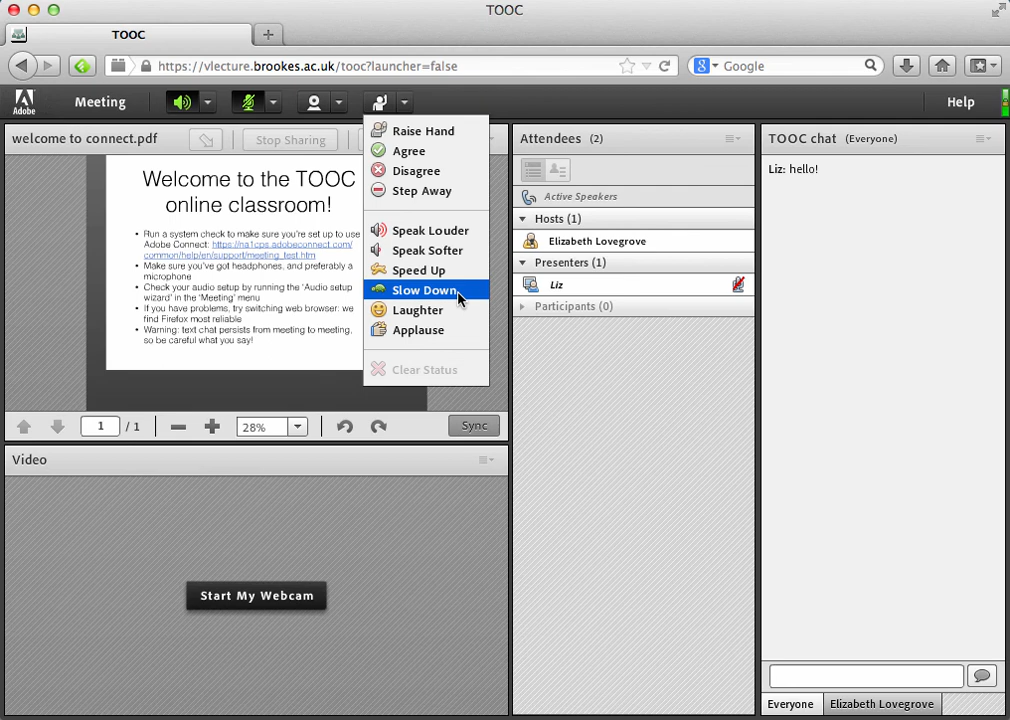 TOOC
TOOC
https://vlecture.brookes.ac.uk/tooc?launcher=false
Google
Adobe
Meeting
Help
welcome to connect.pdf
Stop Sharing
Welcome to the TOOC
online classroom!
• Run a system check to make sure you're set up to use
Adobe Connect: https://na1cps.adobeconnect.com/
common/help/en/support/meeting_test.htm
• Make sure you've got headphones, and preferably a
microphone
• Check your audio setup by running the 'Audio setup
wizard' in the 'Meeting' menu
• If you have problems, try switching web browser: we
find Firefox most reliable
• Warning: text chat persists from meeting to meeting,
so be careful what you say!
1 / 1
28%
Sync
Raise Hand
Agree
Disagree
Step Away
Speak Louder
Speak Softer
Speed Up
Slow Down
Laughter
Applause
Clear Status
Video
Start My Webcam
Attendees (2)
Active Speakers
Hosts (1)
Elizabeth Lovegrove
Presenters (1)
Liz
Participants (0)
TOOC chat (Everyone)
Liz: hello!
Everyone
Elizabeth Lovegrove